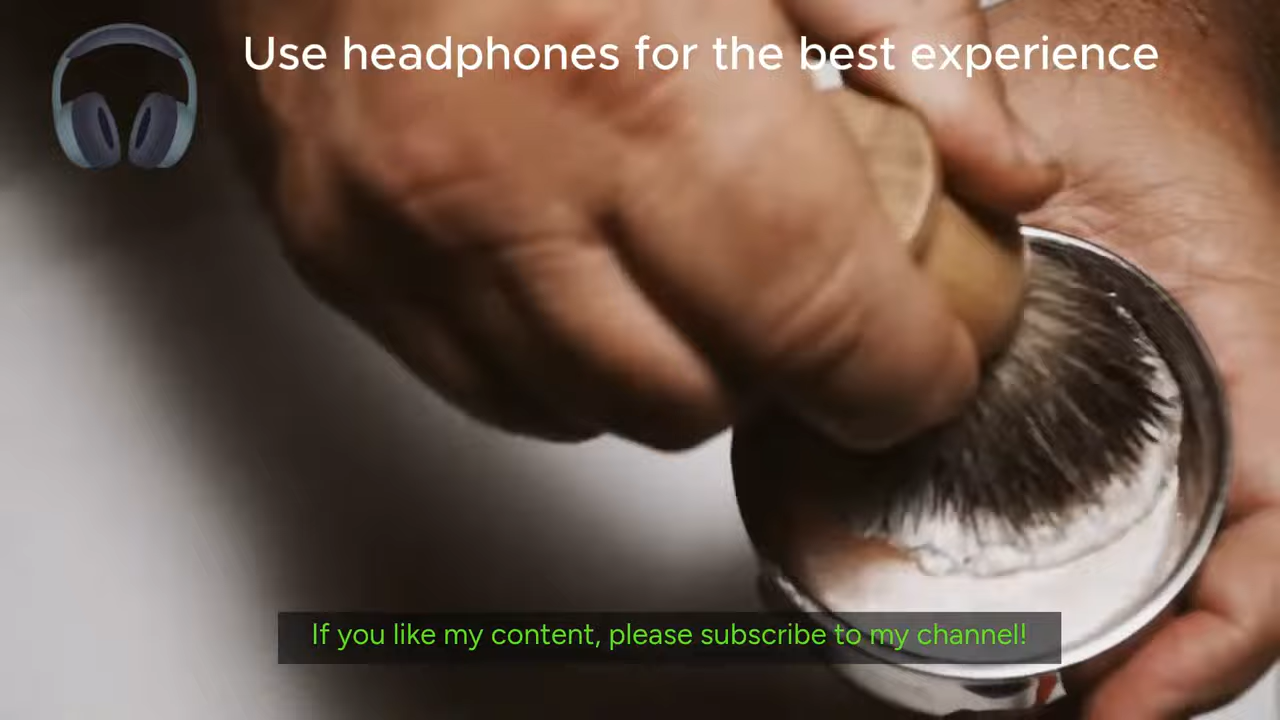 Use headphones for the best experience
If you like my content, please subscribe to my channel!